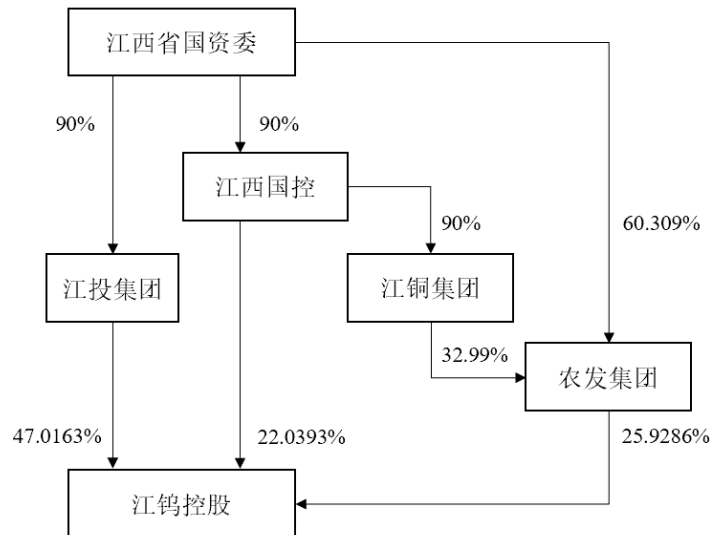 江西省国资委
90%
90%
江西国控
90%
60.309%
江投集团
江铜集团
32.99%
农发集团
47.0163%
22.0393%
25.9286%
江钨控股